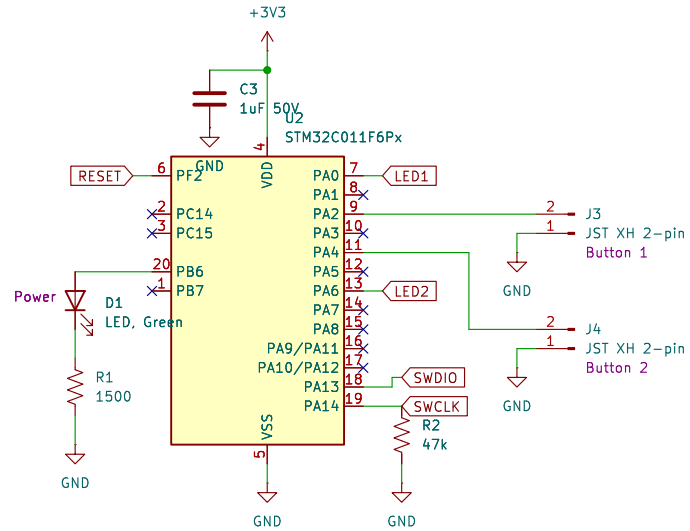 +3V3
C3
1uF 50V
U2
STM32C011F6Px
GND
4
VDD
RESET
6
PF2
PA0
7
LED1
PA1
8
2
PC14
PA2
9
2
J3
3
PC15
PA3
10
1
JST XH 2-pin
PA4
11
Button 1
20
PB6
PA5
12
GND
1
PB7
PA6
13
LED2
Power
D1
LED, Green
PA7
14
PA8
15
2
J4
PA9/PA11
16
1
JST XH 2-pin
PA10/PA12
17
Button 2
R1
1500
PA13
18
SWDIO
PA14
19
SWCLK
GND
R2
47k
VSS
5
GND
GND
GND